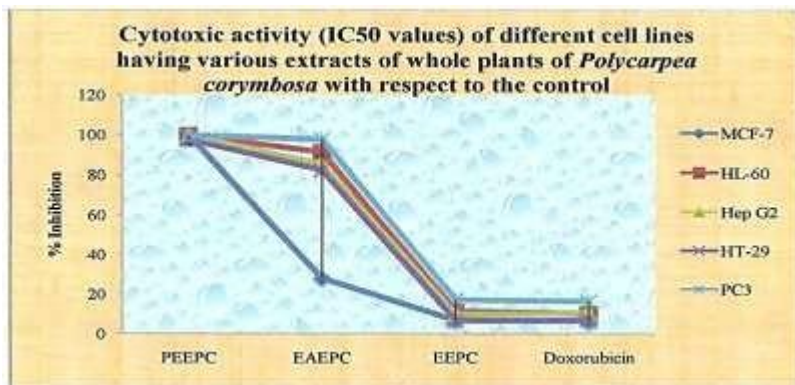 Cytotoxic activity (IC50 values) of different cell lines
having various extracts of whole plants of Polycarpea
corymbosa with respect to the control
120
100
80
60
40
20
0
% Inhibition
PEEPC EAEPC EEPC Doxorubicin
MCF-7
HL-60
Hep G2
HT-29
PC3